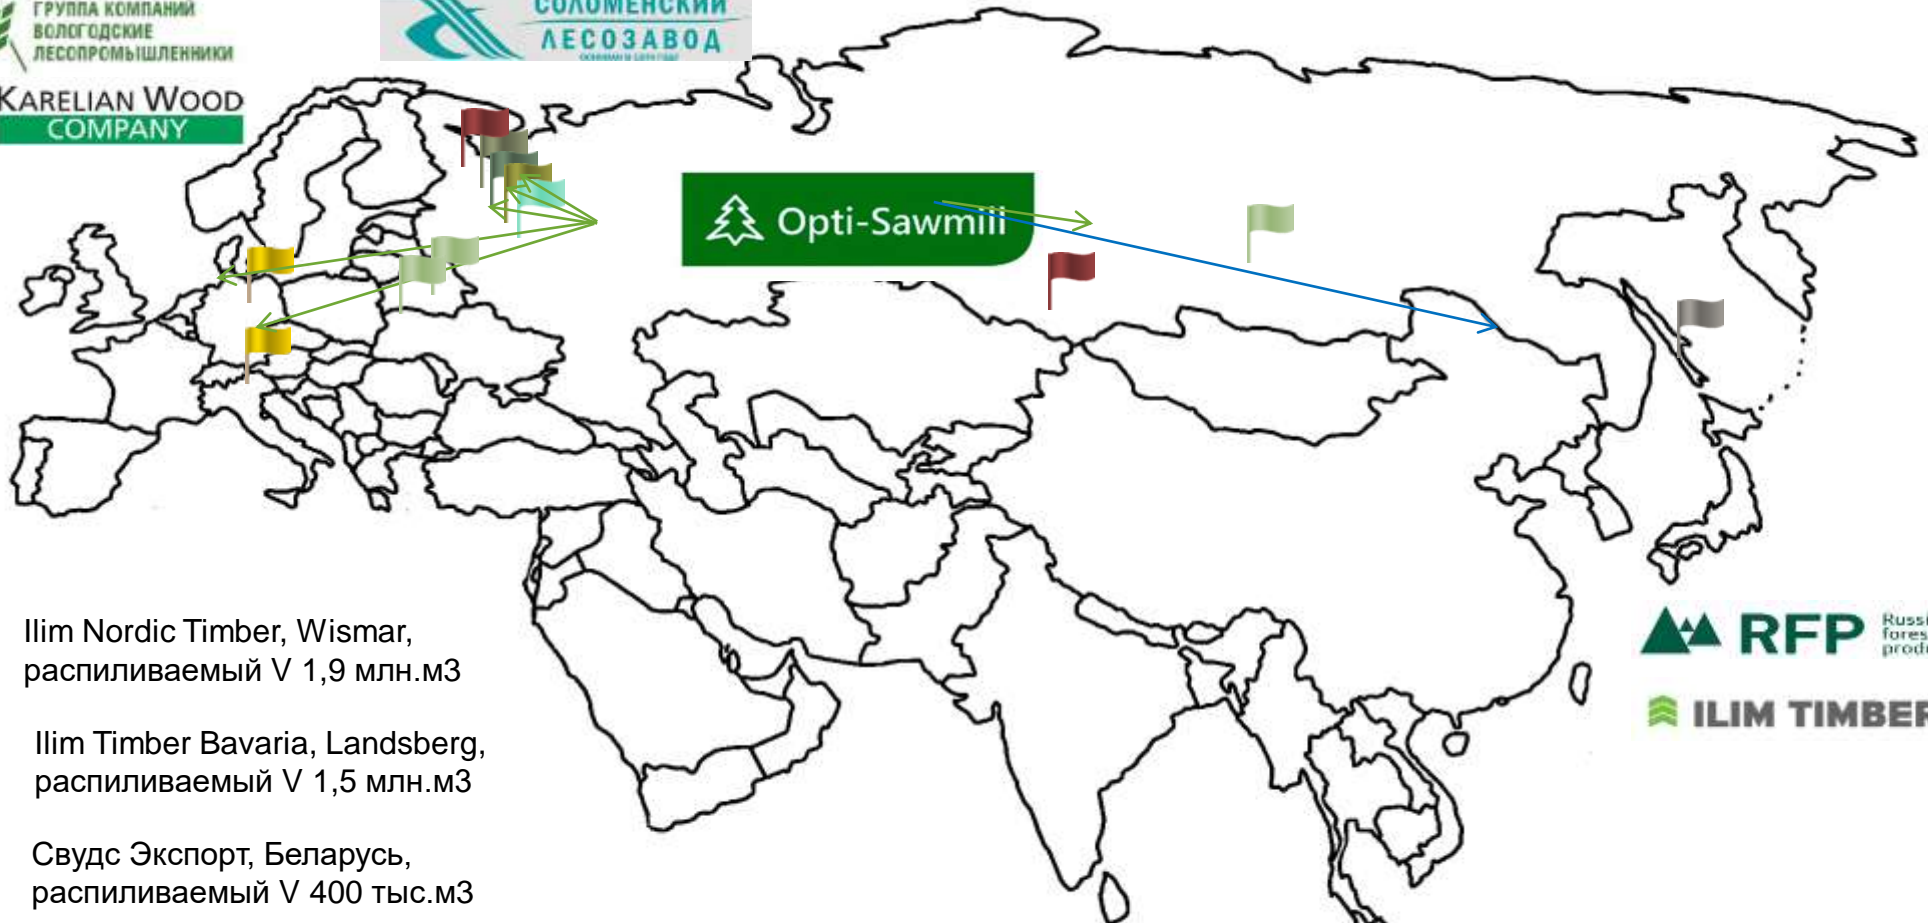 ГРУППА КОМПАНИЙ
ВОЛОГОДСКИЕ
ЛЕСОПРОМЫШЛЕННИКИ
СОЛОМЕНСКИЙ
ЛЕСОЗАВОД
KARELIAN WOOD
COMPANY
Opti-Sawmill
Ilim Nordic Timber, Wismar,
распиливаемый V 1,9 млн.м3
Ilim Timber Bavaria, Landsberg,
распиливаемый V 1,5 млн.м3
Свудс Экспорт, Беларусь,
распиливаемый V 400 тыс.м3
RFP
ILIM TIMBER